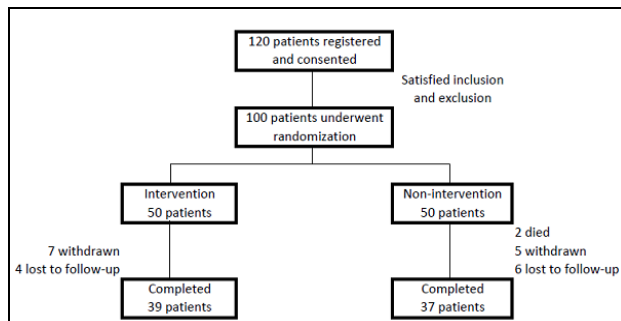 120 patients registered
and consented
Satisfied inclusion
and exclusion
100 patients underwent
randomization
Intervention
50 patients
Non-intervention
50 patients
7 withdrawn
4 lost to follow-up
2 died
5 withdrawn
6 lost to follow-up
Completed
39 patients
Completed
37 patients